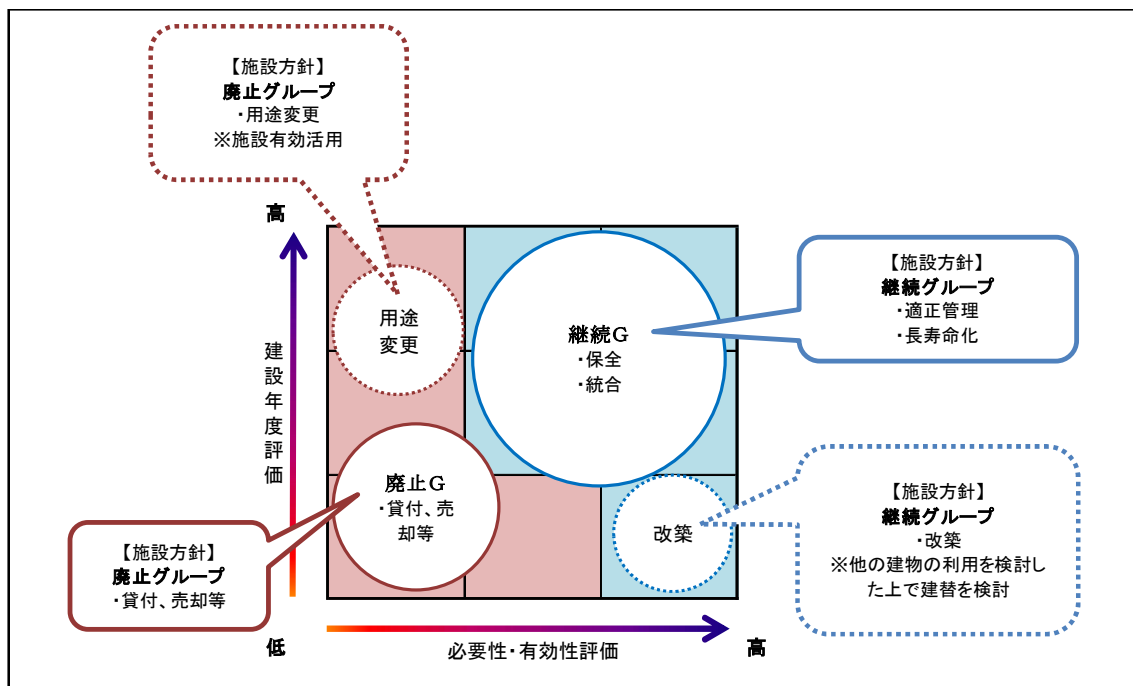 【施設方針】
廃止グループ
・用途変更
※施設有効活用
高
建設年度評価
用途
変更
継続G
・保全
・統合
【施設方針】
継続グループ
・適正管理
・長寿命化
廃止G
・貸付、売
却等
改築
【施設方針】
継続グループ
・改築
※他の建物の利用を検討し
た上で建替を検討
【施設方針】
廃止グループ
・貸付、売却等
低
必要性・有効性評価
高